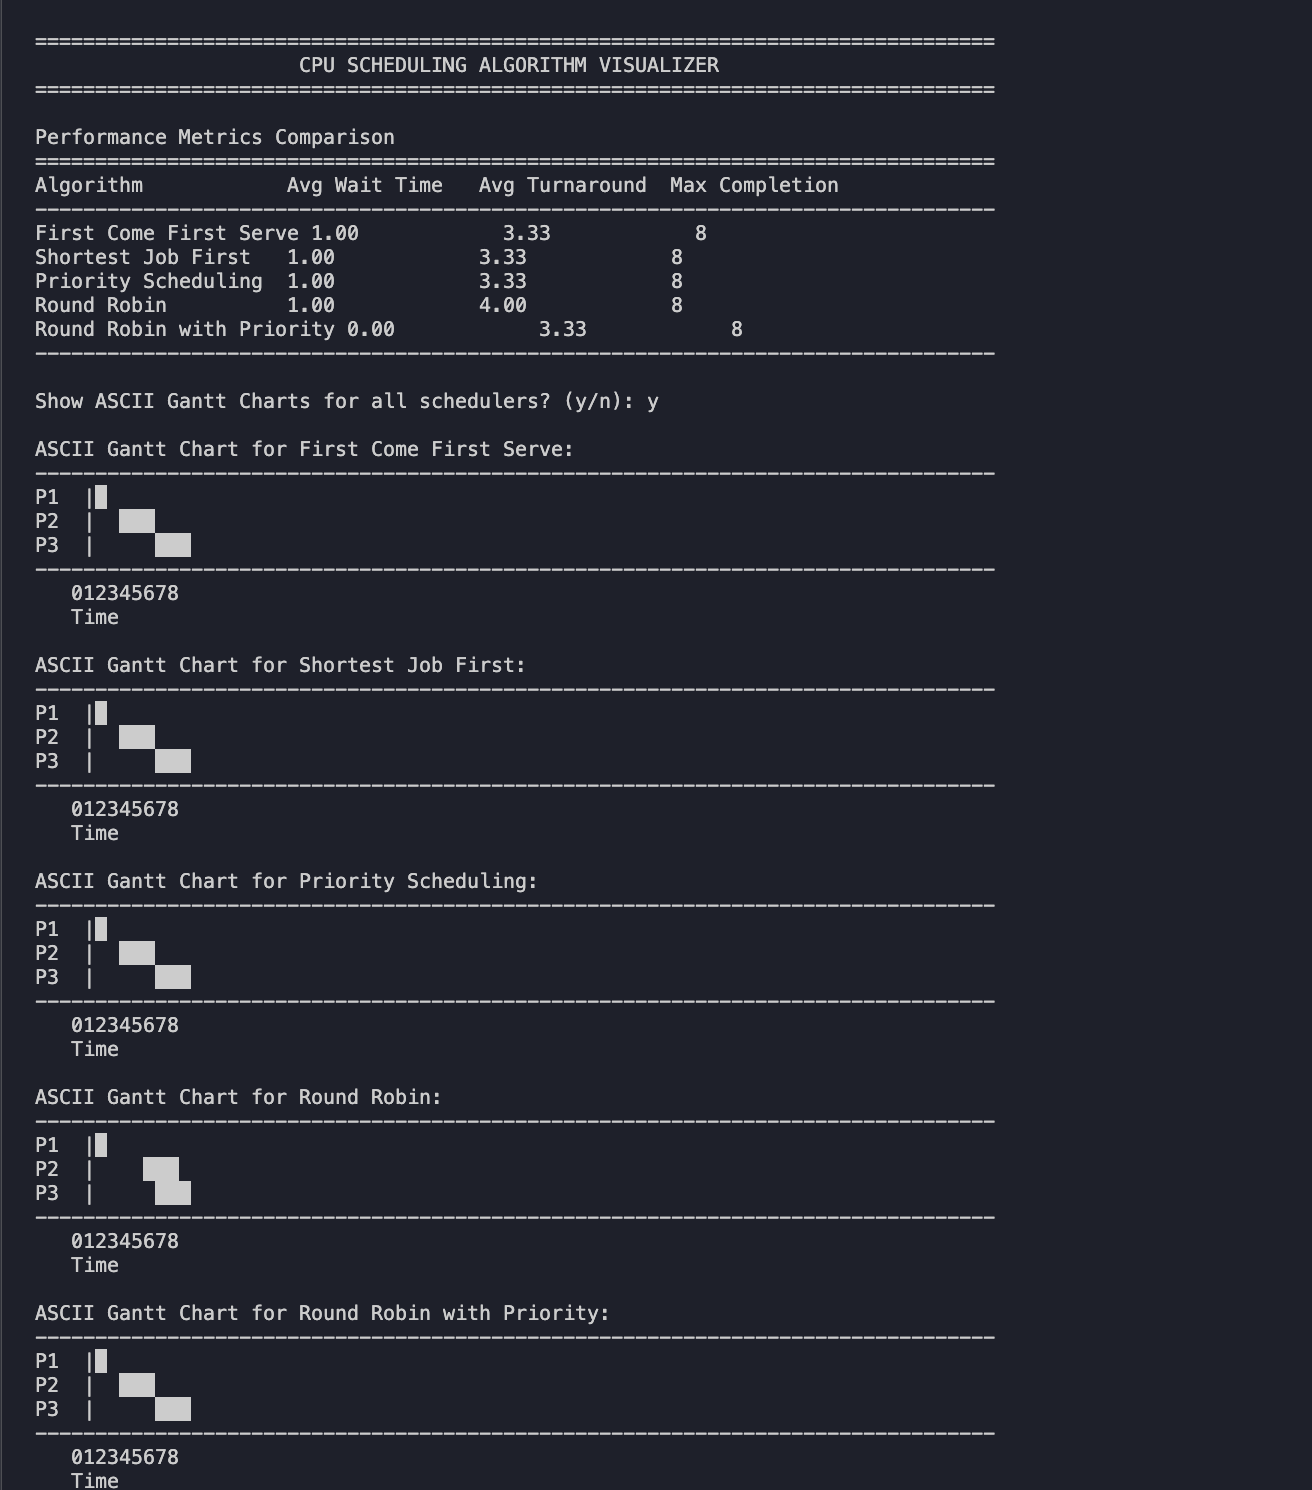 ================================================================================
CPU SCHEDULING ALGORITHM VISUALIZER
================================================================================
Performance Metrics Comparison
================================================================================
Algorithm            Avg Wait Time   Avg Turnaround  Max Completion
--------------------------------------------------------------------------------
First Come First Serve 1.00            3.33            8
Shortest Job First   1.00            3.33            8
Priority Scheduling  1.00            3.33            8
Round Robin          1.00            4.00            8
Round Robin with Priority 0.00            3.33            8
--------------------------------------------------------------------------------
Show ASCII Gantt Charts for all schedulers? (y/n): y
ASCII Gantt Chart for First Come First Serve:
--------------------------------------------------------------------------------
P1  |█
P2  |  ███
P3  |     ███
--------------------------------------------------------------------------------
012345678
Time
ASCII Gantt Chart for Shortest Job First:
--------------------------------------------------------------------------------
P1  |█
P2  |  ███
P3  |     ███
--------------------------------------------------------------------------------
012345678
Time
ASCII Gantt Chart for Priority Scheduling:
--------------------------------------------------------------------------------
P1  |█
P2  |  ███
P3  |     ███
--------------------------------------------------------------------------------
012345678
Time
ASCII Gantt Chart for Round Robin:
--------------------------------------------------------------------------------
P1  |█
P2  |    ███
P3  |     ███
--------------------------------------------------------------------------------
012345678
Time
ASCII Gantt Chart for Round Robin with Priority:
--------------------------------------------------------------------------------
P1  |█
P2  |  ███
P3  |     ███
--------------------------------------------------------------------------------
012345678
Time